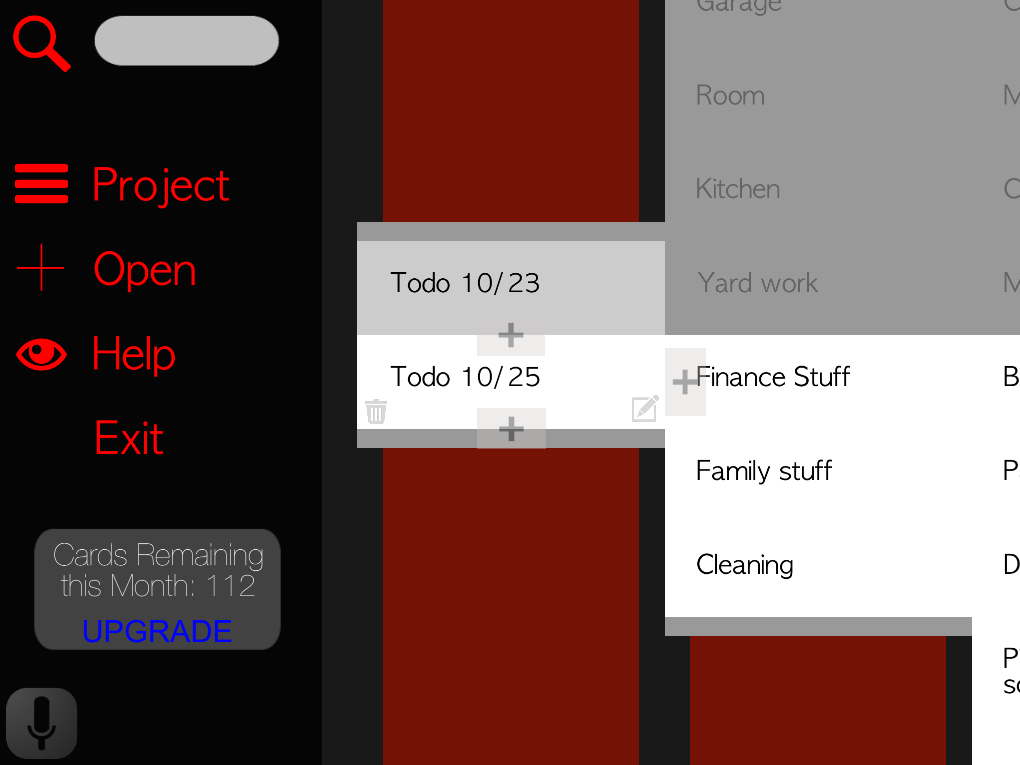 Project
Open
Help
Exit
Cards Remaining
this Month: 112
UPGRADE
Todo 10/23
Todo 10/25
Garage
Room
Kitchen
Yard work
Finance Stuff
Family stuff
Cleaning